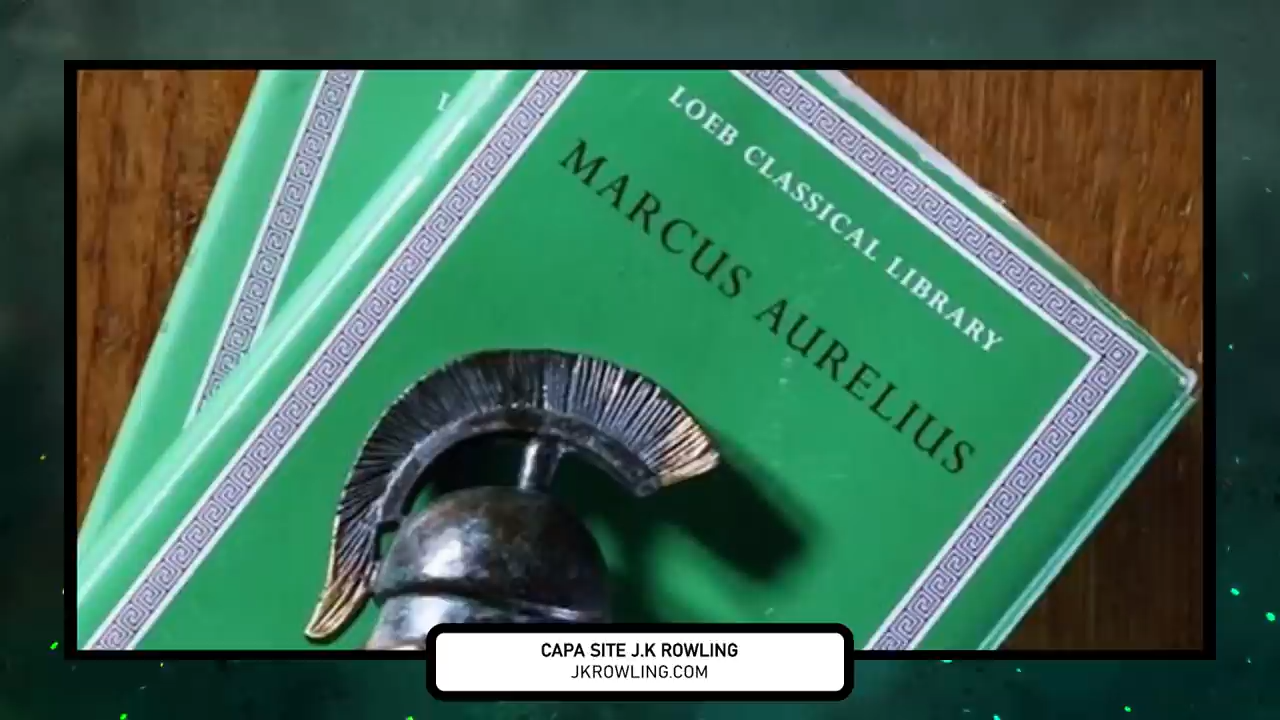 LOEB CLASSICAL LIBRARY
MARCUS AURELIUS
L
CAPA SITE J.K ROWLING
JKROWLING.COM